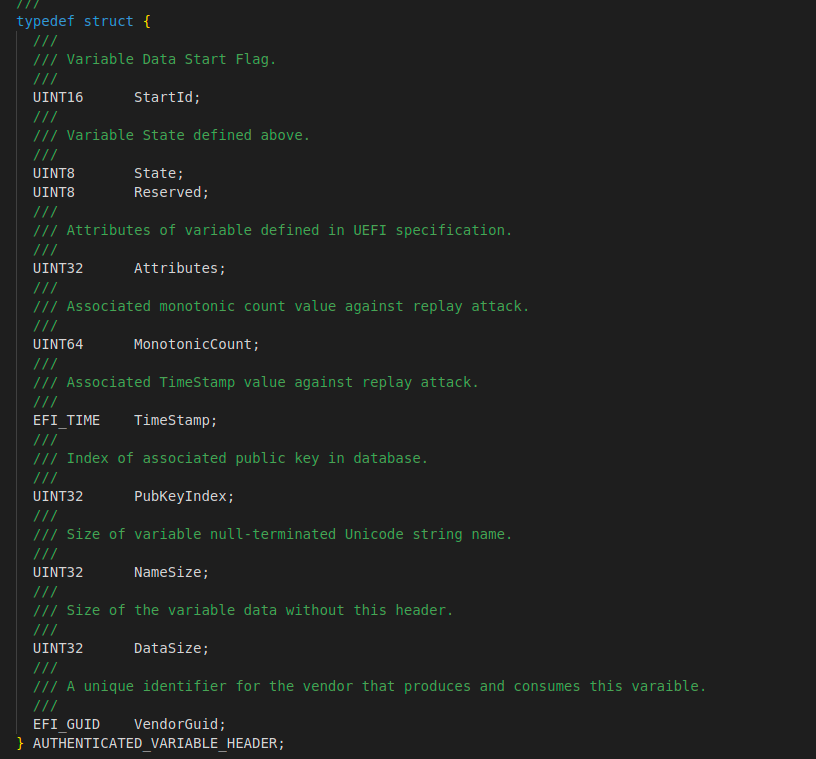 ///
typedef struct {
///
/// Variable Data Start Flag.
///
UINT16 StartId;
///
/// Variable State defined above.
///
UINT8 State;
UINT8 Reserved;
///
/// Attributes of variable defined in UEFI specification.
///
UINT32 Attributes;
///
/// Associated monotonic count value against replay attack.
///
UINT64 MonotonicCount;
///
/// Associated TimeStamp value against replay attack.
///
EFI_TIME TimeStamp;
///
/// Index of associated public key in database.
///
UINT32 PubKeyIndex;
///
/// Size of variable null-terminated Unicode string name.
///
UINT32 NameSize;
///
/// Size of the variable data without this header.
///
UINT32 DataSize;
///
/// A unique identifier for the vendor that produces and consumes this varaible.
///
EFI_GUID VendorGuid;
} AUTHENTICATED_VARIABLE_HEADER;